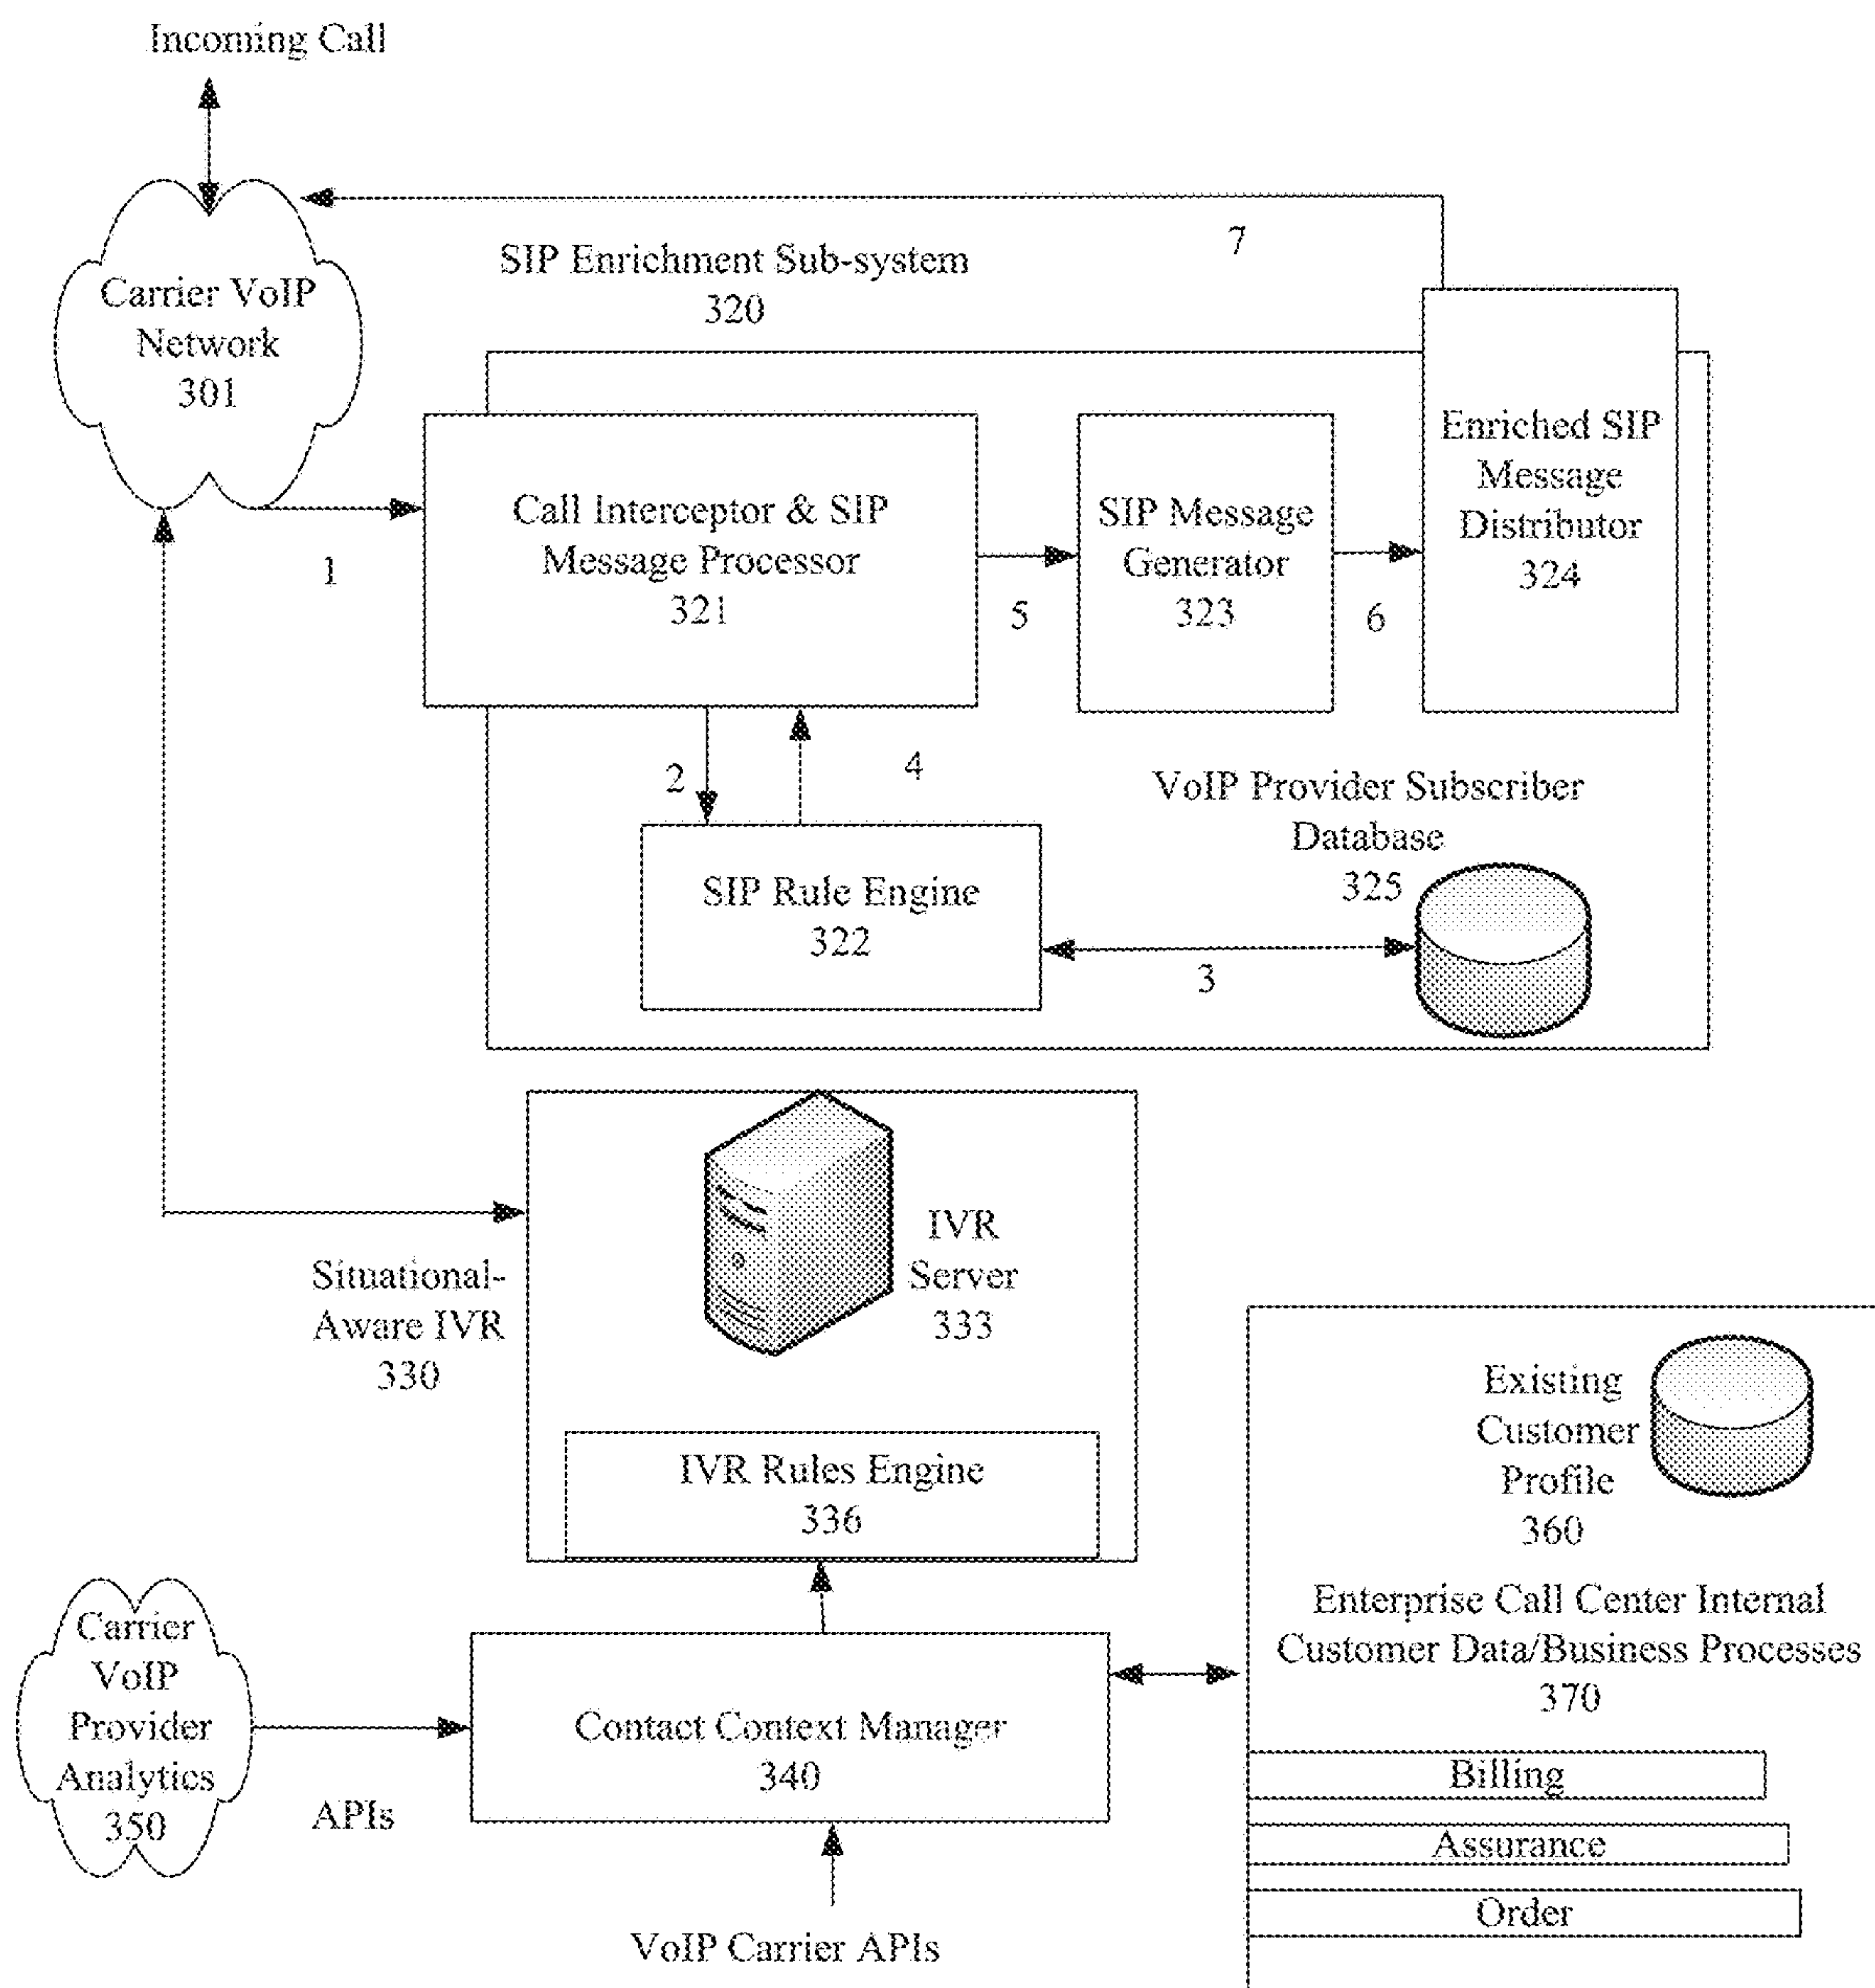 Incoming Call
7
SIP Enrichment Sub-system
320
Carrier VoIP
Network
301
1
Call Interceptor & SIP
Message Processor
321
5
SIP Message
Generator
323
6
Enriched SIP
Message
Distributor
324
2
4
VoIP Provider Subscriber
Database
325
SIP Rule Engine
322
3
IVR
Server
333
Situational-
Aware IVR
330
IVR Rules Engine
336
Existing
Customer
Profile
360
Enterprise Call Center Internal
Customer Data/Business Processes
370
Billing
Assurance
Order
Carrier
VoIP
Provider
Analytics
350
APIs
Contact Context Manager
340
VoIP Carrier APIs